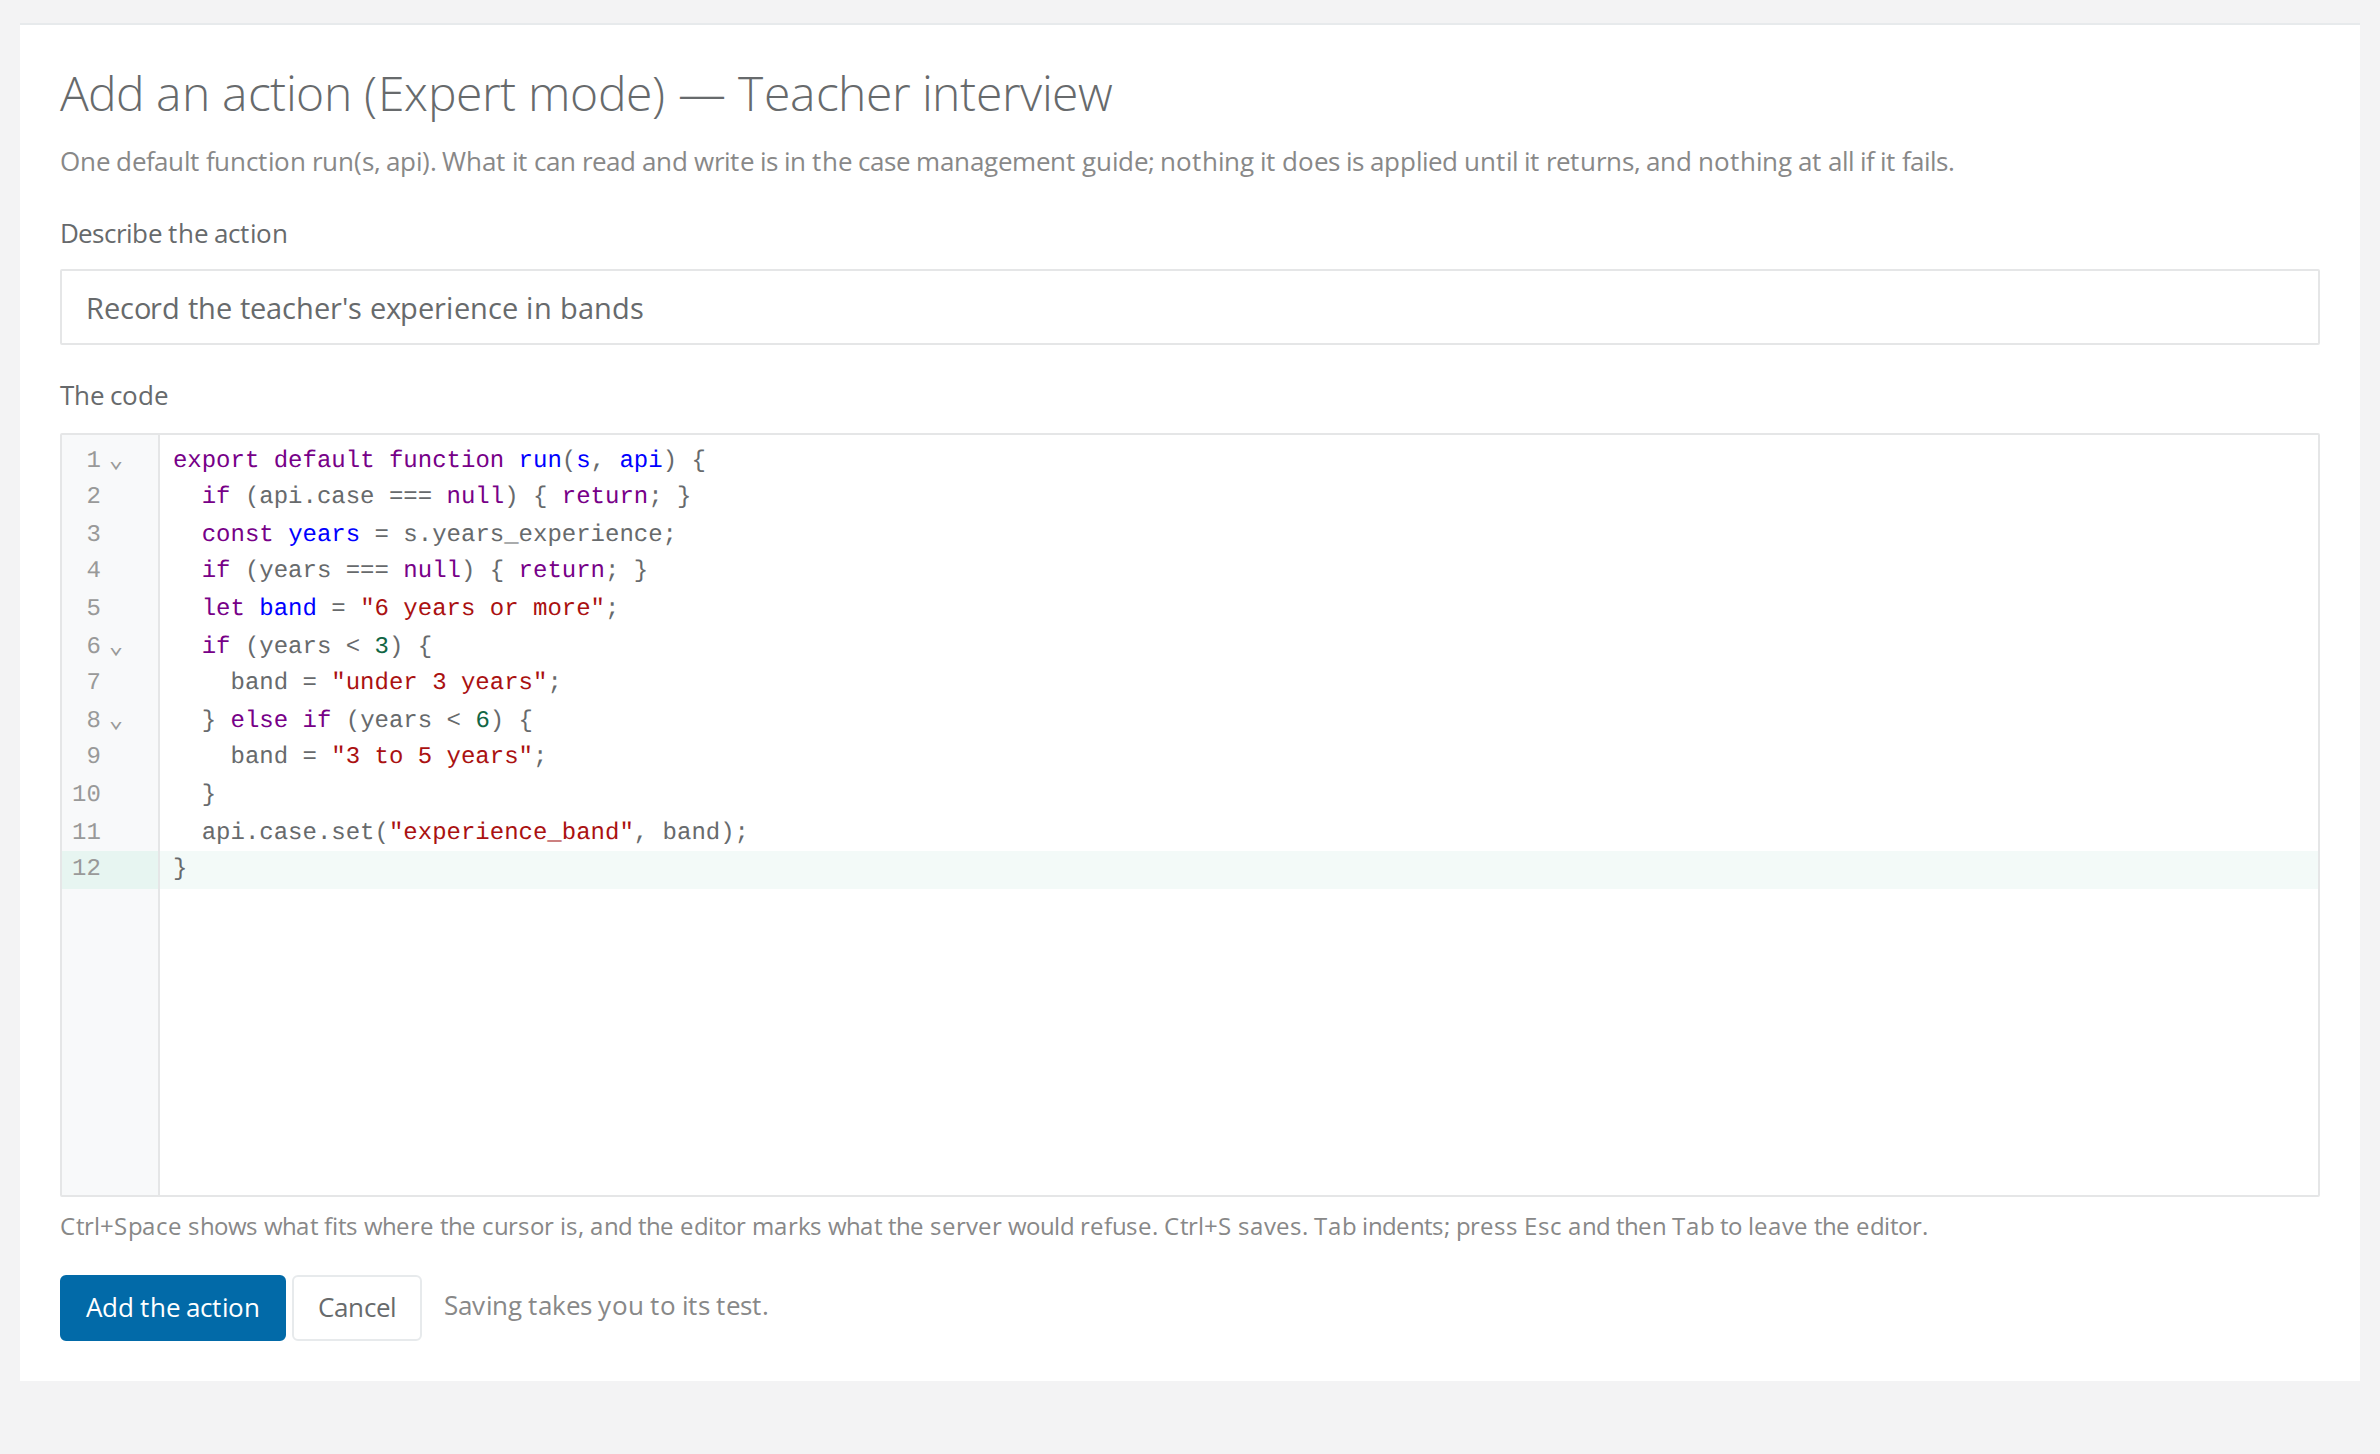 Add an action (Expert mode) — Teacher interview
One default function run(s, api). What it can read and write is in the case management guide; nothing it does is applied until it returns, and nothing at all if it fails.
Describe the action
Record the teacher's experience in bands
The code
1 export default function run(s, api) {
2   if (api.case === null) { return; }
3   const years = s.years_experience;
4   if (years === null) { return; }
5   let band = "6 years or more";
6   if (years < 3) {
7     band = "under 3 years";
8   } else if (years < 6) {
9     band = "3 to 5 years";
10   }
11   api.case.set("experience_band", band);
12 }
Ctrl+Space shows what fits where the cursor is, and the editor marks what the server would refuse. Ctrl+S saves. Tab indents; press Esc and then Tab to leave the editor.
Add the action Cancel Saving takes you to its test.